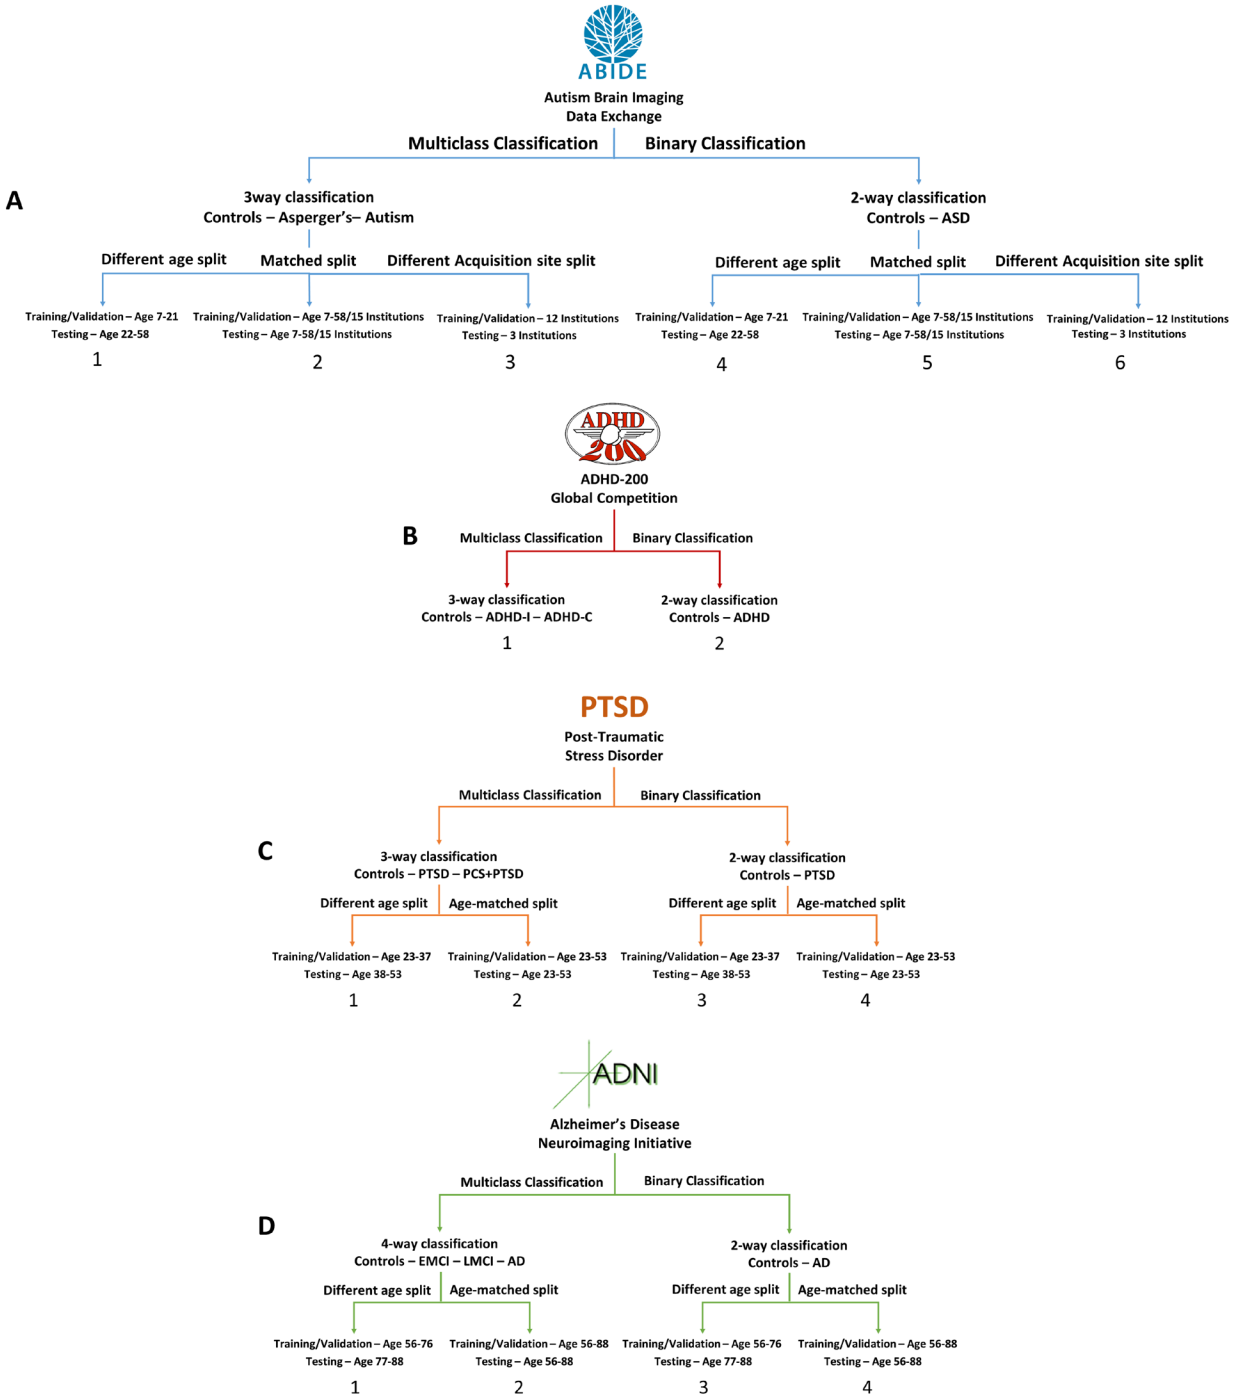 ABIDE
Autism Brain Imaging
Data Exchange
Multiclass Classification Binary Classification
A
3way classification
Controls – Asperger's– Autism
2-way classification
Controls – ASD
Different age split Matched split Different Acquisition site split
Different age split Matched split Different Acquisition site split
Training/Validation – Age 7-21
Testing – Age 22-58
1
Training/Validation – Age 7-58/15 Institutions
Testing – Age 7-58/15 Institutions
2
Training/Validation – 12 Institutions
Testing – 3 Institutions
3
Training/Validation – Age 7-21
Testing – Age 22-58
4
Training/Validation – Age 7-58/15 Institutions
Testing – Age 7-58/15 Institutions
5
Training/Validation – 12 Institutions
Testing – 3 Institutions
6
ADHD
200
ADHD-200
Global Competition
B
Multiclass Classification Binary Classification
3-way classification
Controls – ADHD-I – ADHD-C
1
2-way classification
Controls – ADHD
2
PTSD
Post-Traumatic
Stress Disorder
Multiclass Classification Binary Classification
C
3-way classification
Controls – PTSD – PCS+PTSD
2-way classification
Controls – PTSD
Different age split Age-matched split
Different age split Age-matched split
Training/Validation – Age 23-37
Testing – Age 38-53
1
Training/Validation – Age 23-53
Testing – Age 23-53
2
Training/Validation – Age 23-37
Testing – Age 38-53
3
Training/Validation – Age 23-53
Testing – Age 23-53
4
ADNI
Alzheimer's Disease
Neuroimaging Initiative
Multiclass Classification Binary Classification
D
4-way classification
Controls – EMCI – LMCI – AD
2-way classification
Controls – AD
Different age split Age-matched split
Different age split Age-matched split
Training/Validation – Age 56-76
Testing – Age 77-88
1
Training/Validation – Age 56-88
Testing – Age 56-88
2
Training/Validation – Age 56-76
Testing – Age 77-88
3
Training/Validation – Age 56-88
Testing – Age 56-88
4